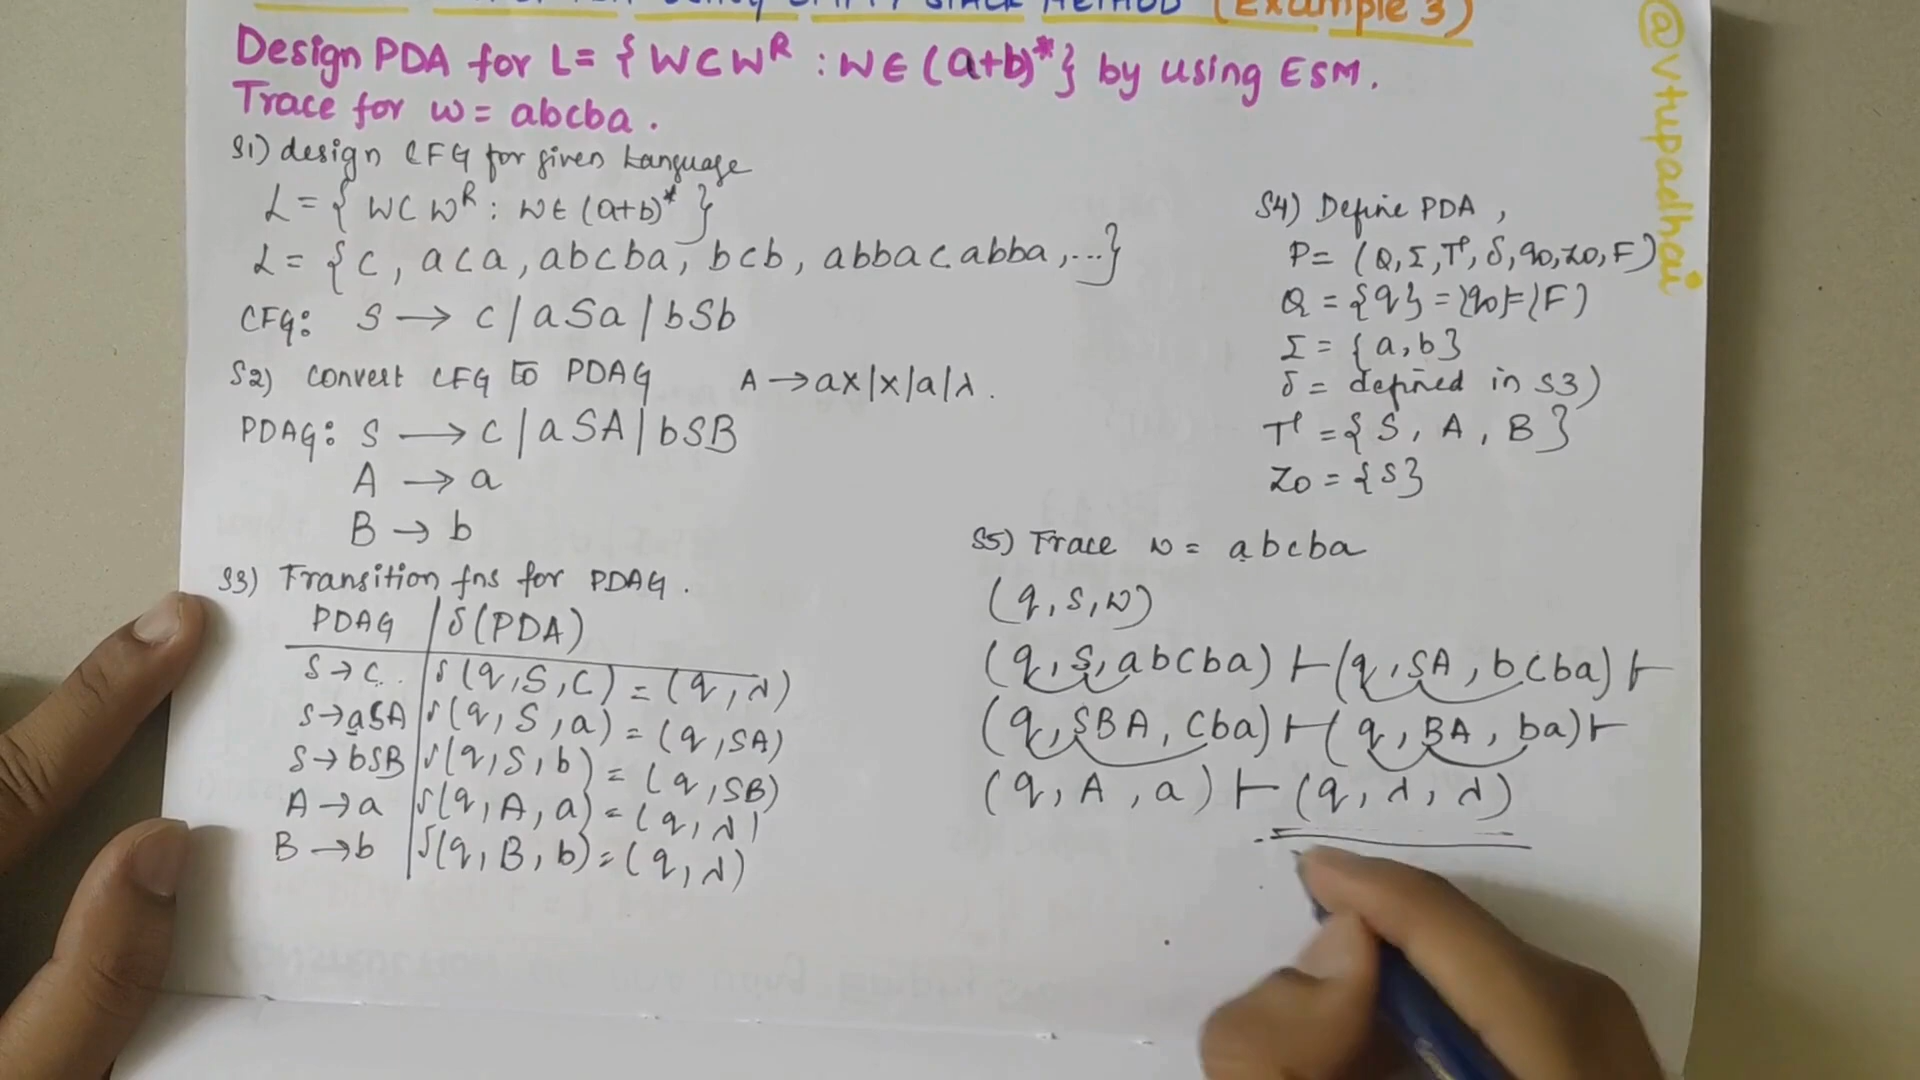 METHOD (Example 3)
Design PDA for L= { WCW^R : W∈(a+b)^* } by using ESM.
Trace for w= abcba .
S1) design CFG for given Language
L= { WCW^R : W∈(a+b)^* }
L= { c, aca, abcba, bcb, abbacabba,...}
CFG: S → c | aSa | bSb
S2) Convert CFG to PDAG A → ax|x|a|λ .
PDAG: S → c | aSA | bSB
A → a
B → b
S3) Transition fns for PDAG .
PDAG | δ(PDA)
S→c. δ(q,S,c) = (q,λ)
S→aSA δ(q,S,a) = (q,SA)
S→bSB δ(q,S,b) = (q,SB)
A→a δ(q,A,a) = (q,λ)
B→b δ(q,B,b) = (q,λ)
S4) Define PDA ,
P= (Q,Σ,Γ,δ,q0,z0,F)
Q = {q} = {q0} = {F}
Σ = {a,b}
δ = defined in S3)
Γ = {S, A, B}
Z0 = {S}
S5) Trace w = abcba
(q,S,w)
(q,S,abcba) ⊢ (q,SA,bcba) ⊢
(q,SBA,cba) ⊢ (q,BA,ba) ⊢
(q,A,a) ⊢ (q,λ,λ)
@vtupadhai